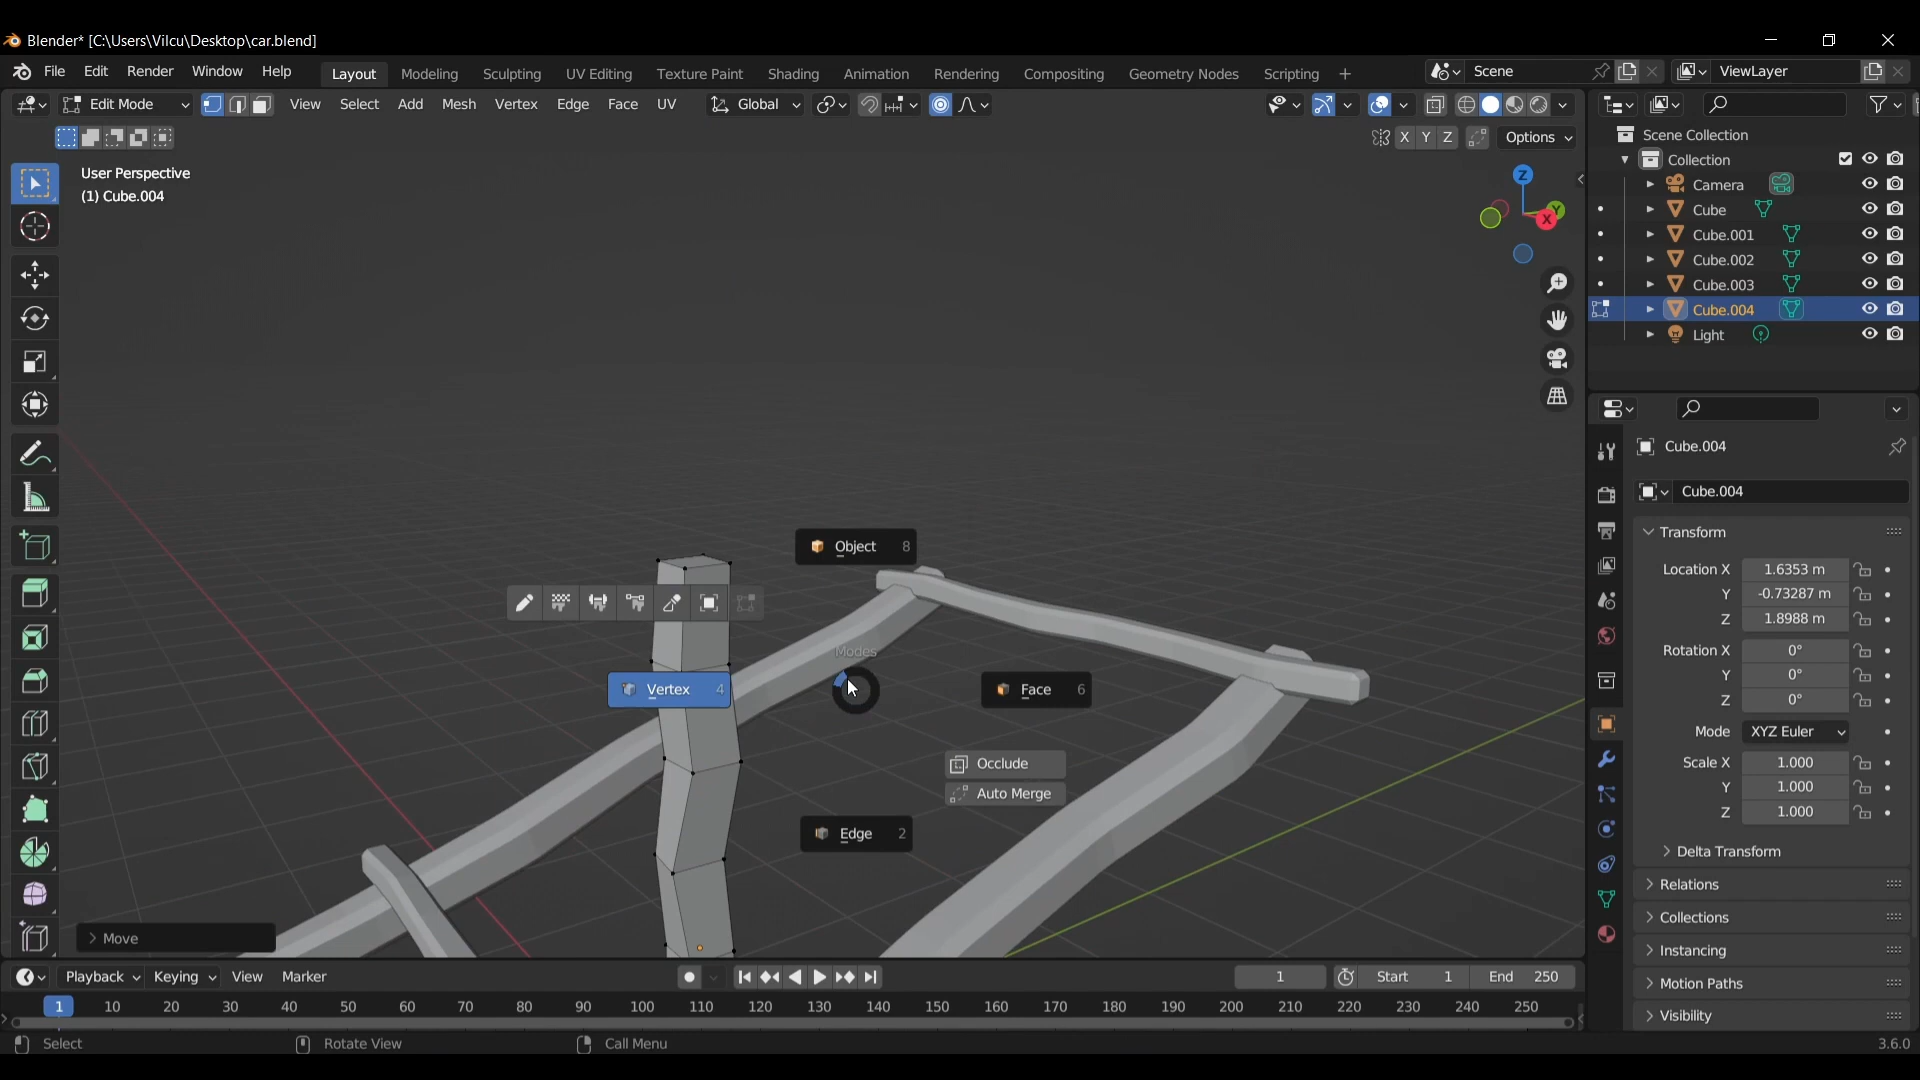 Blender* [C:\Users\Vilcu\Desktop\car.blend]
File Edit Render Window Help Layout Modeling Sculpting UV Editing Texture Paint Shading Animation Rendering Compositing Geometry Nodes Scripting + Scene ViewLayer
Edit Mode View Select Add Mesh Vertex Edge Face UV Global
X Y Z Options
User Perspective
(1) Cube.004
Z
Y
X
Scene Collection
Collection
Camera
Cube
Cube.001
Cube.002
Cube.003
Cube.004
Light
Object 8
Modes
Vertex 4
Face 6
Occlude
Auto Merge
Edge 2
Move
Cube.004
Cube.004
Transform
Location X 1.6353 m
Y -0.73287 m
Z 1.8988 m
Rotation X 0°
Y 0°
Z 0°
Mode XYZ Euler
Scale X 1.000
Y 1.000
Z 1.000
Delta Transform
Relations
Collections
Instancing
Motion Paths
Visibility
Playback Keying View Marker 1 Start 1 End 250
1 10 20 30 40 50 60 70 80 90 100 110 120 130 140 150 160 170 180 190 200 210 220 230 240 250
Select Rotate View Call Menu 3.6.0